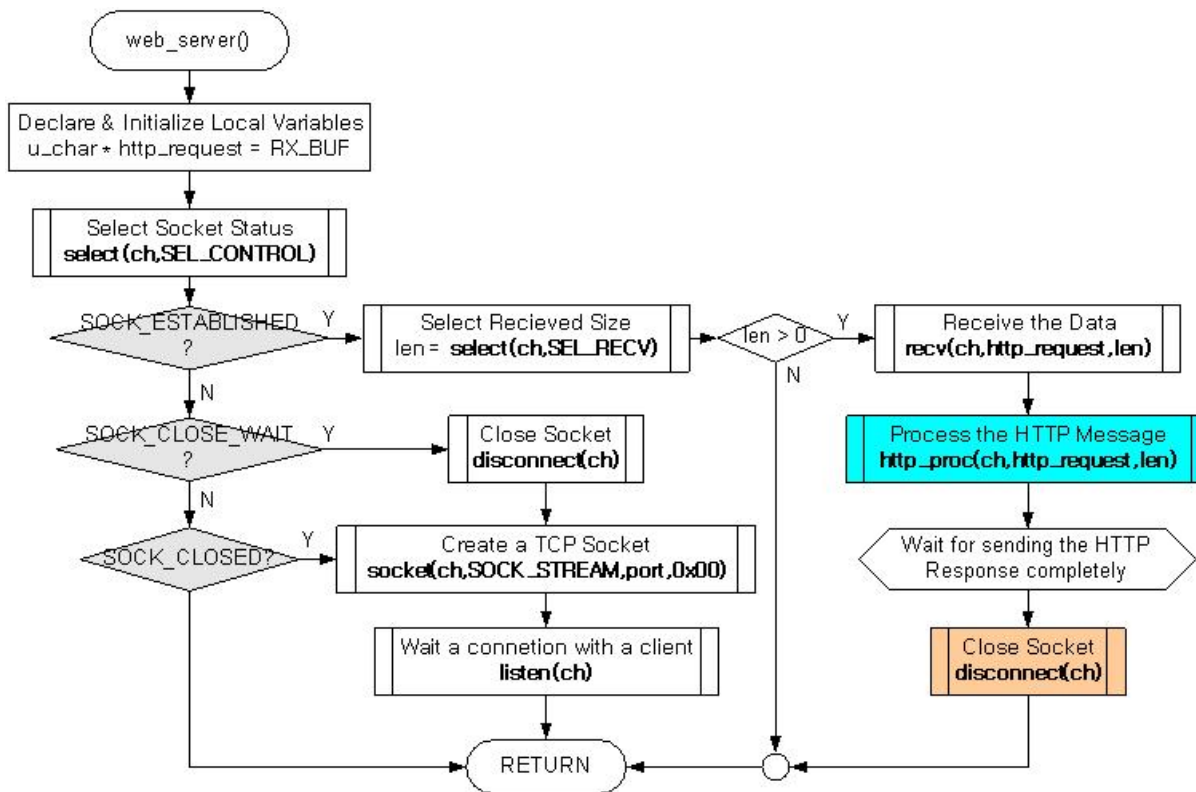 web_server()
Declare & Initialize Local Variables
u_char * http_request = RX_BUF
Select Socket Status
select(ch,SEL_CONTROL)
SOCK_ESTABLISHED
?
Y
N
Select Recieved Size
len = select(ch,SEL_RECV)
len > 0
Y
N
Receive the Data
recv(ch,http_request,len)
SOCK_CLOSE_WAIT
?
Y
N
Close Socket
disconnect(ch)
Process the HTTP Message
http_proc(ch,http_request,len)
SOCK_CLOSED?
Y
Create a TCP Socket
socket(ch,SOCK_STREAM,port,0x00)
Wait for sending the HTTP
Response completely
Wait a connetion with a client
listen(ch)
Close Socket
disconnect(ch)
RETURN